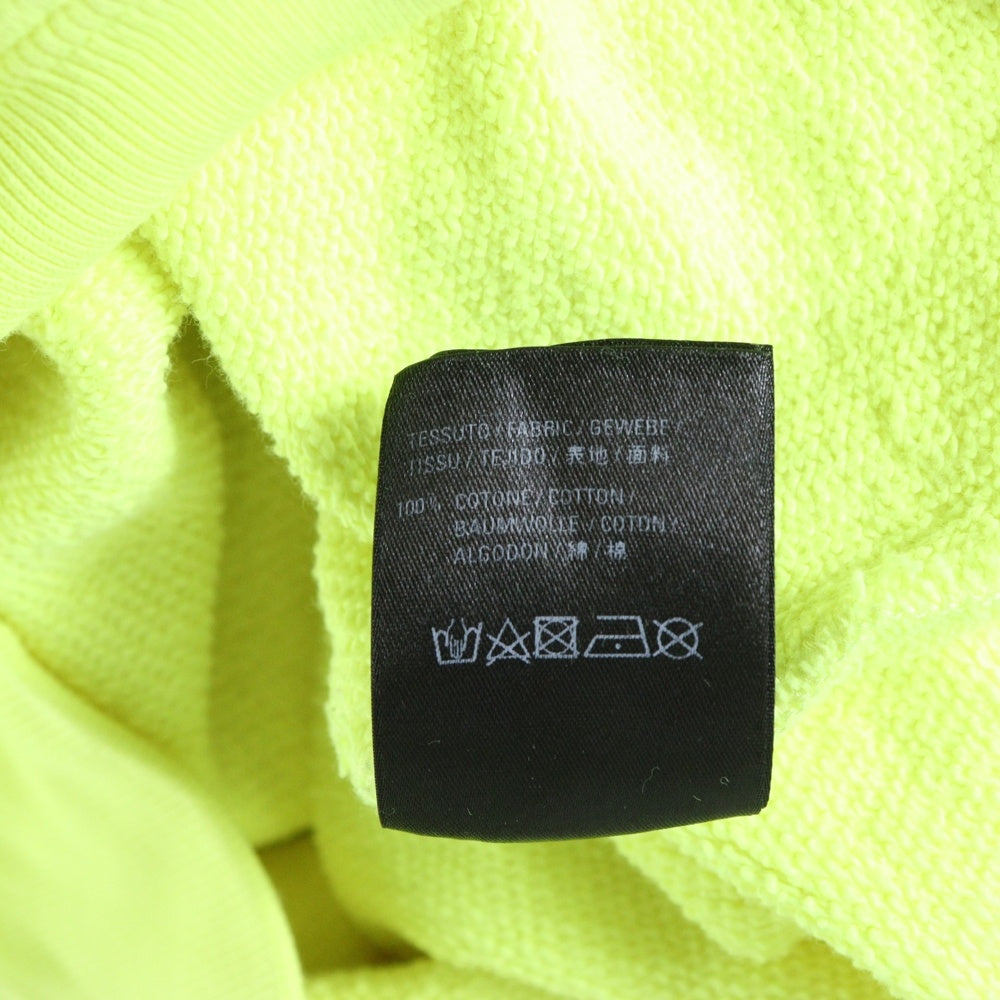 TESSUTO / FABRIC / GEWEBE /
TISSU / TEJIDO / 表地 / 面料
100% COTONE / COTTON /
BAUMWOLLE / COTON /
ALGODON / 綿 / 棉